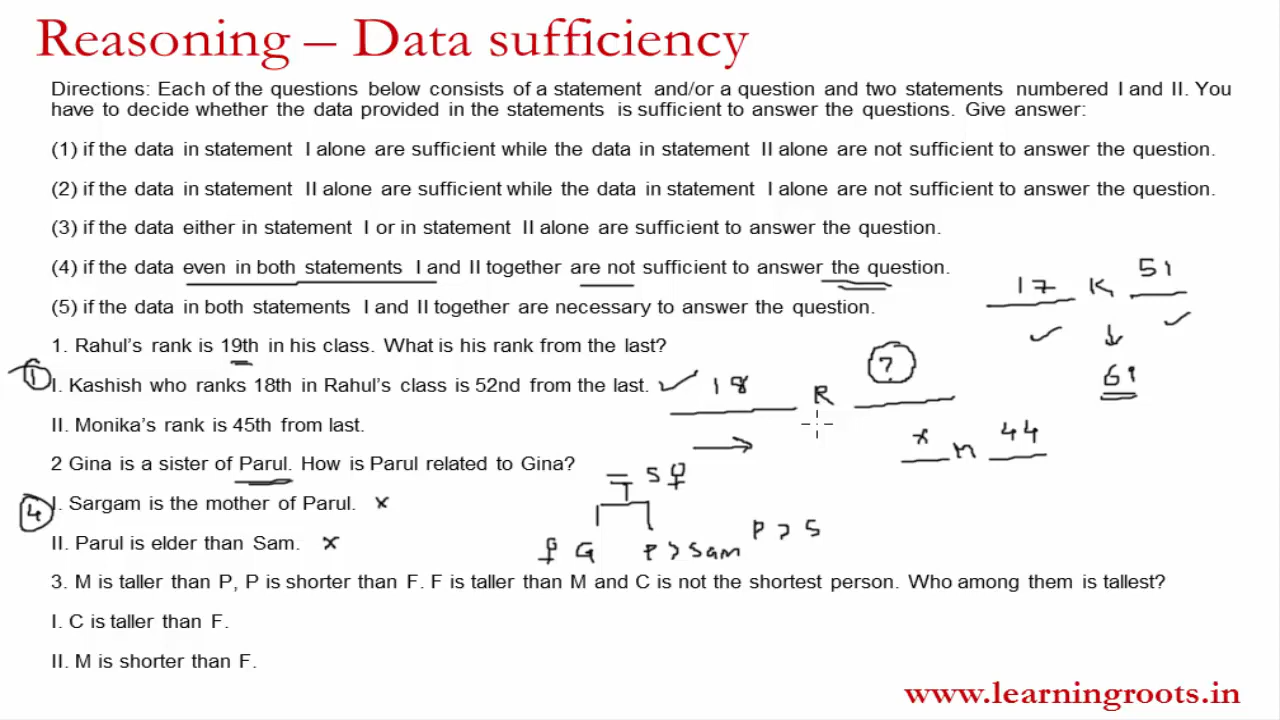 Reasoning – Data sufficiency
Directions: Each of the questions below consists of a statement and/or a question and two statements numbered I and II. You
have to decide whether the data provided in the statements is sufficient to answer the questions. Give answer:
(1) if the data in statement I alone are sufficient while the data in statement II alone are not sufficient to answer the question.
(2) if the data in statement II alone are sufficient while the data in statement I alone are not sufficient to answer the question.
(3) if the data either in statement I or in statement II alone are sufficient to answer the question.
(4) if the data even in both statements I and II together are not sufficient to answer the question.
17 K 51
(5) if the data in both statements I and II together are necessary to answer the question.
1. Rahul's rank is 19th in his class. What is his rank from the last?
① I. Kashish who ranks 18th in Rahul's class is 52nd from the last. ✓
18 R ?
69
II. Monika's rank is 45th from last.
x M 44
2 Gina is a sister of Parul. How is Parul related to Gina?
S ♀
④ I. Sargam is the mother of Parul. x
II. Parul is elder than Sam. x
♀ G P > Sam P > S
3. M is taller than P, P is shorter than F. F is taller than M and C is not the shortest person. Who among them is tallest?
I. C is taller than F.
II. M is shorter than F.
www.learningroots.in